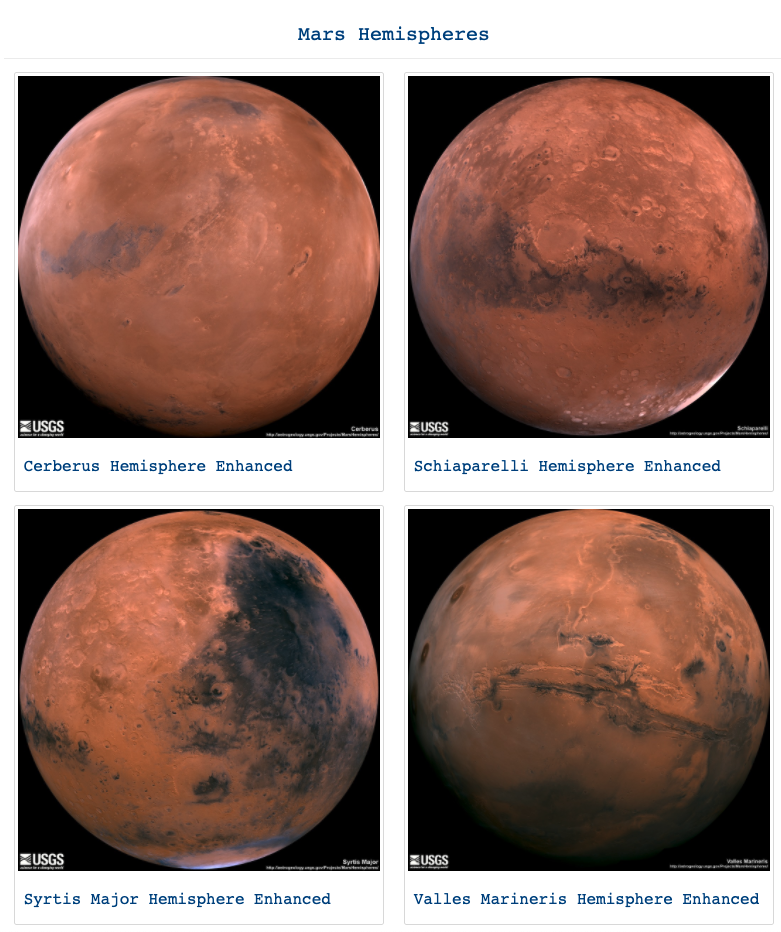 Mars Hemispheres
USGS
science for a changing world
Cerberus
http://astrogeology.usgs.gov/Projects/MarsHemispheres/
Cerberus Hemisphere Enhanced
USGS
science for a changing world
Schiaparelli
http://astrogeology.usgs.gov/Projects/MarsHemispheres/
Schiaparelli Hemisphere Enhanced
USGS
science for a changing world
Syrtis Major
http://astrogeology.usgs.gov/Projects/MarsHemispheres/
Syrtis Major Hemisphere Enhanced
USGS
science for a changing world
Valles Marineris
http://astrogeology.usgs.gov/Projects/MarsHemispheres/
Valles Marineris Hemisphere Enhanced